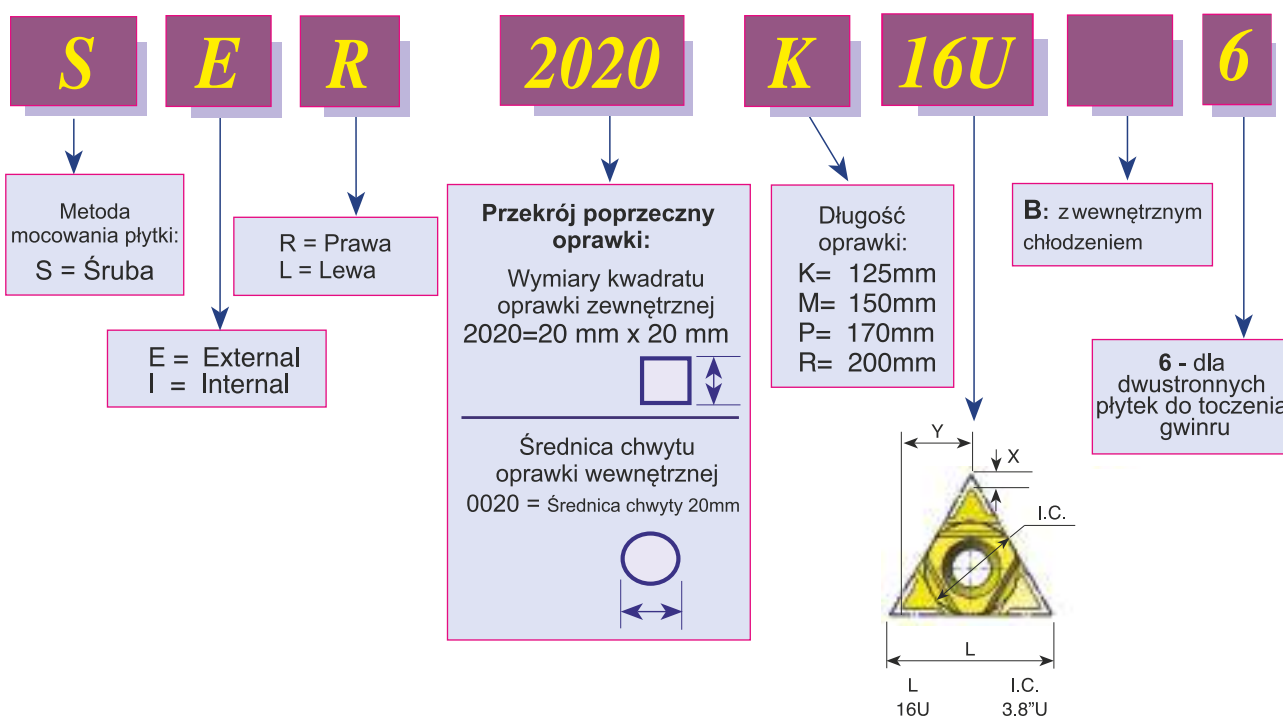 S E R 2020 K 16U 6
Metoda
mocowania płytki:
S = Śruba
E = External
I = Internal
R = Prawa
L = Lewa
Przekrój poprzeczny
oprawki:
Wymiary kwadratu
oprawki zewnętrznej
2020=20 mm x 20 mm
Średnica chwytu
oprawki wewnętrznej
0020 = Średnica chwyty 20mm
Długość
oprawki:
K= 125mm
M= 150mm
P= 170mm
R= 200mm
B: z wewnętrznym
chłodzeniem
6 - dla
dwustronnych
płytek do toczenia
gwinru
Y
X
I.C.
L
L I.C.
16U 3.8”U